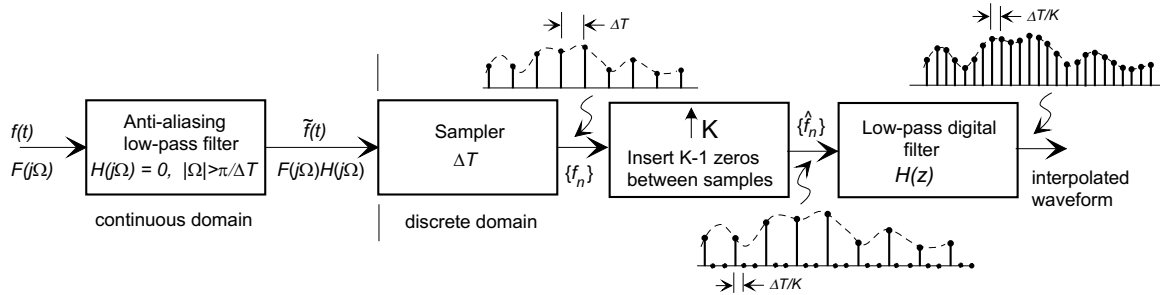 ΔT
ΔT/K
f(t)
F(jΩ)
Anti-aliasing
low-pass filter
H(jΩ) = 0, |Ω|>π/ΔT
f̃(t)
F(jΩ)H(jΩ)
Sampler
ΔT
{fₙ}
↑ K
Insert K-1 zeros
between samples
{f̂ₙ}
Low-pass digital
filter
H(z)
interpolated
waveform
continuous domain
discrete domain
ΔT/K